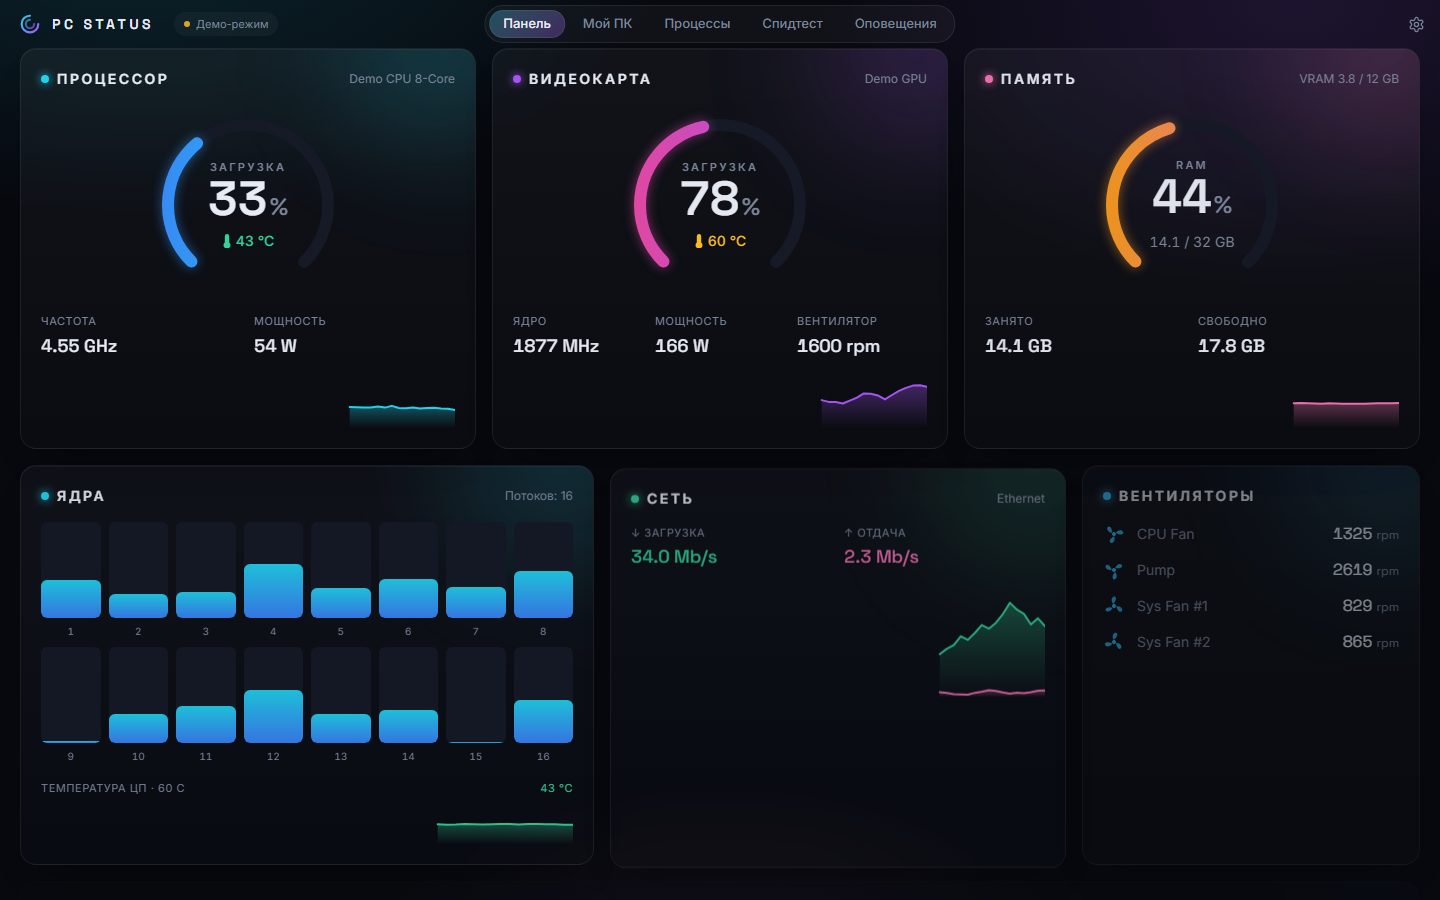 PC STATUS
Демо-режим
Панель
Мой ПК
Процессы
Спидтест
Оповещения
ПРОЦЕССОР
Demo CPU 8-Core
ЗАГРУЗКА
33%
43 °C
ЧАСТОТА
МОЩНОСТЬ
4.55 GHz
54 W
ВИДЕОКАРТА
Demo GPU
ЗАГРУЗКА
78%
60 °C
ЯДРО
МОЩНОСТЬ
ВЕНТИЛЯТОР
1877 MHz
166 W
1600 rpm
ПАМЯТЬ
VRAM 3.8 / 12 GB
RAM
44%
14.1 / 32 GB
ЗАНЯТО
СВОБОДНО
14.1 GB
17.8 GB
ЯДРА
Потоков: 16
1 2 3 4 5 6 7 8
9 10 11 12 13 14 15 16
ТЕМПЕРАТУРА ЦП · 60 С
43 °C
СЕТЬ
Ethernet
↓ ЗАГРУЗКА
↑ ОТДАЧА
34.0 Mb/s
2.3 Mb/s
ВЕНТИЛЯТОРЫ
CPU Fan 1325 rpm
Pump 2619 rpm
Sys Fan #1 829 rpm
Sys Fan #2 865 rpm